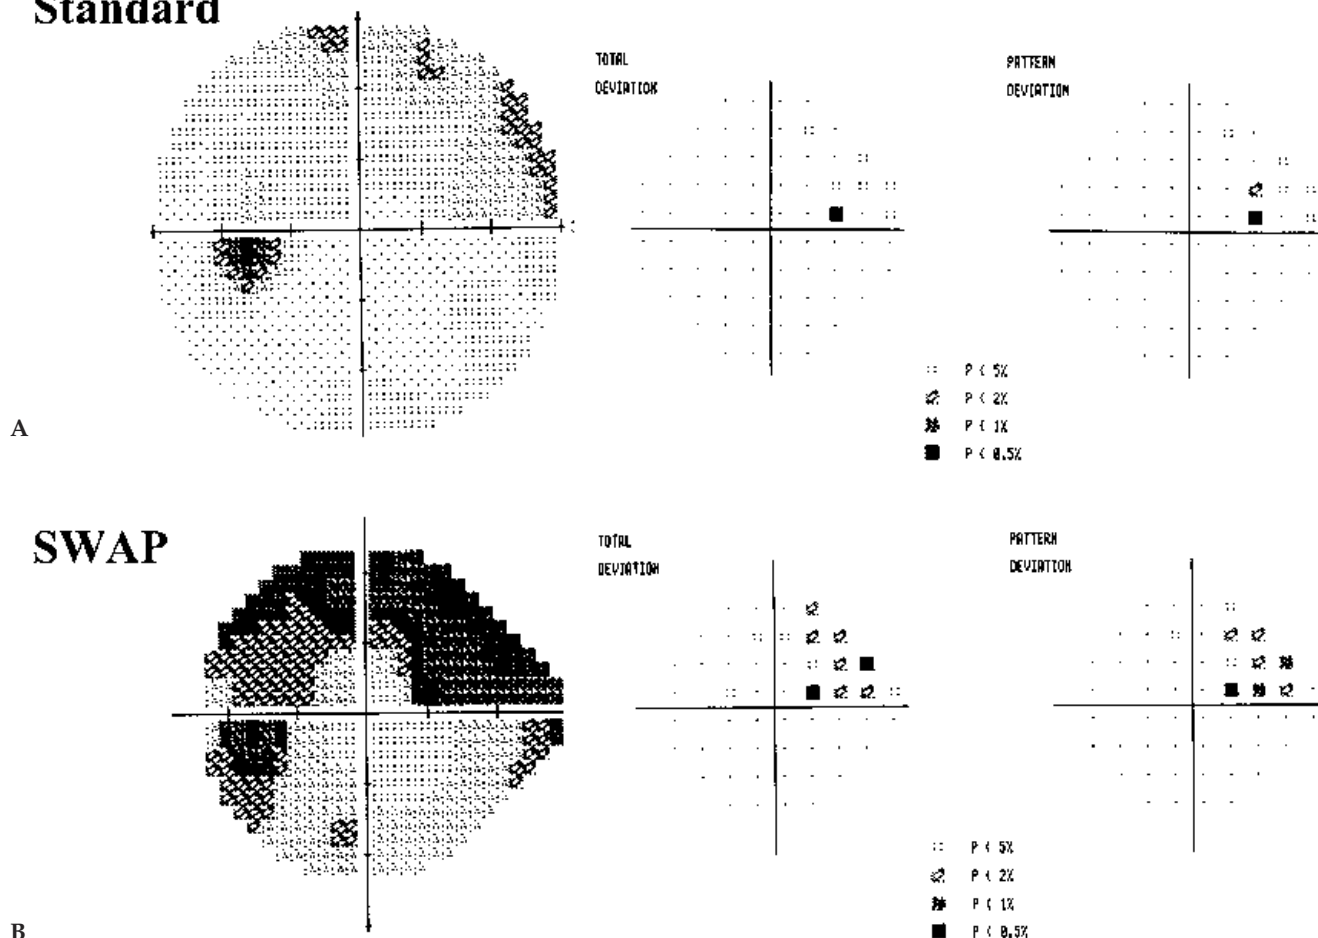 Standard
TOTAL
DEVIATION
PATTERN
DEVIATION
P < 5%
P < 2%
P < 1%
P < 0.5%
A
SWAP
TOTAL
DEVIATION
PATTERN
DEVIATION
P < 5%
P < 2%
P < 1%
P < 0.5%
B